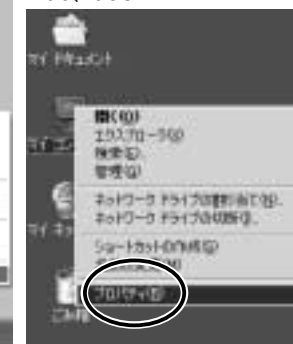 マイ ドキュメント
開く(O)
エクスプローラ(X)
検索(E)...
管理(G)
ネットワーク ドライブの割り当て(N)...
ネットワーク ドライブの切断(I)...
ショートカットの作成(S)
プロパティ(R)
ごみ箱